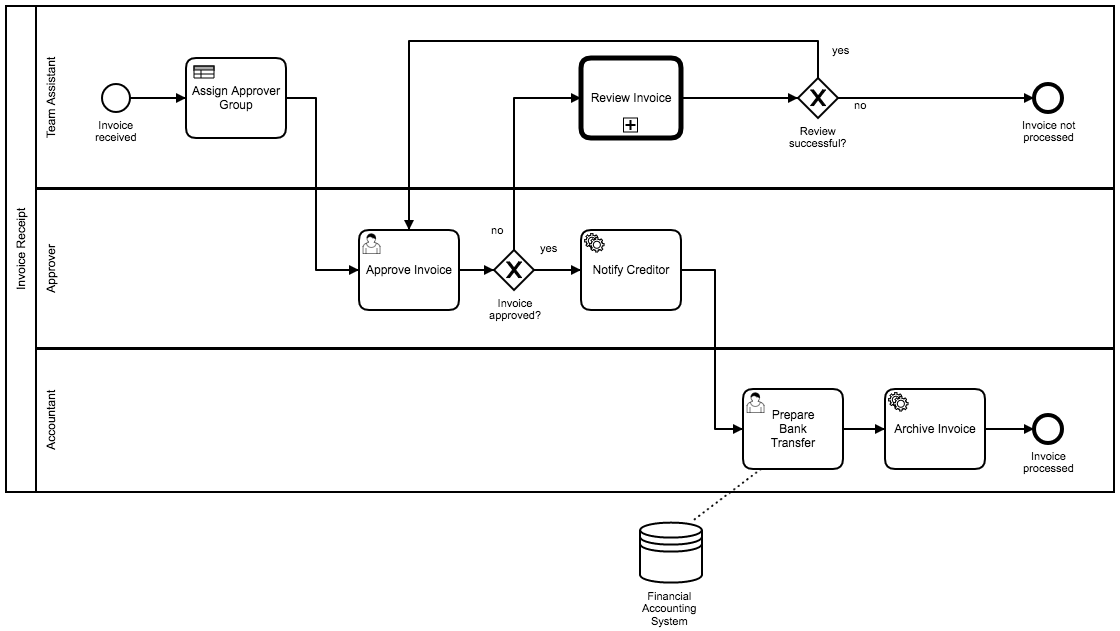 Invoice Receipt
Team Assistant
Invoice
received
Assign Approver
Group
Review Invoice
yes
no
Review
successful?
Invoice not
processed
Approver
Approve Invoice
no
yes
Invoice
approved?
Notify Creditor
Accountant
Prepare
Bank
Transfer
Archive Invoice
Invoice
processed
Financial
Accounting
System